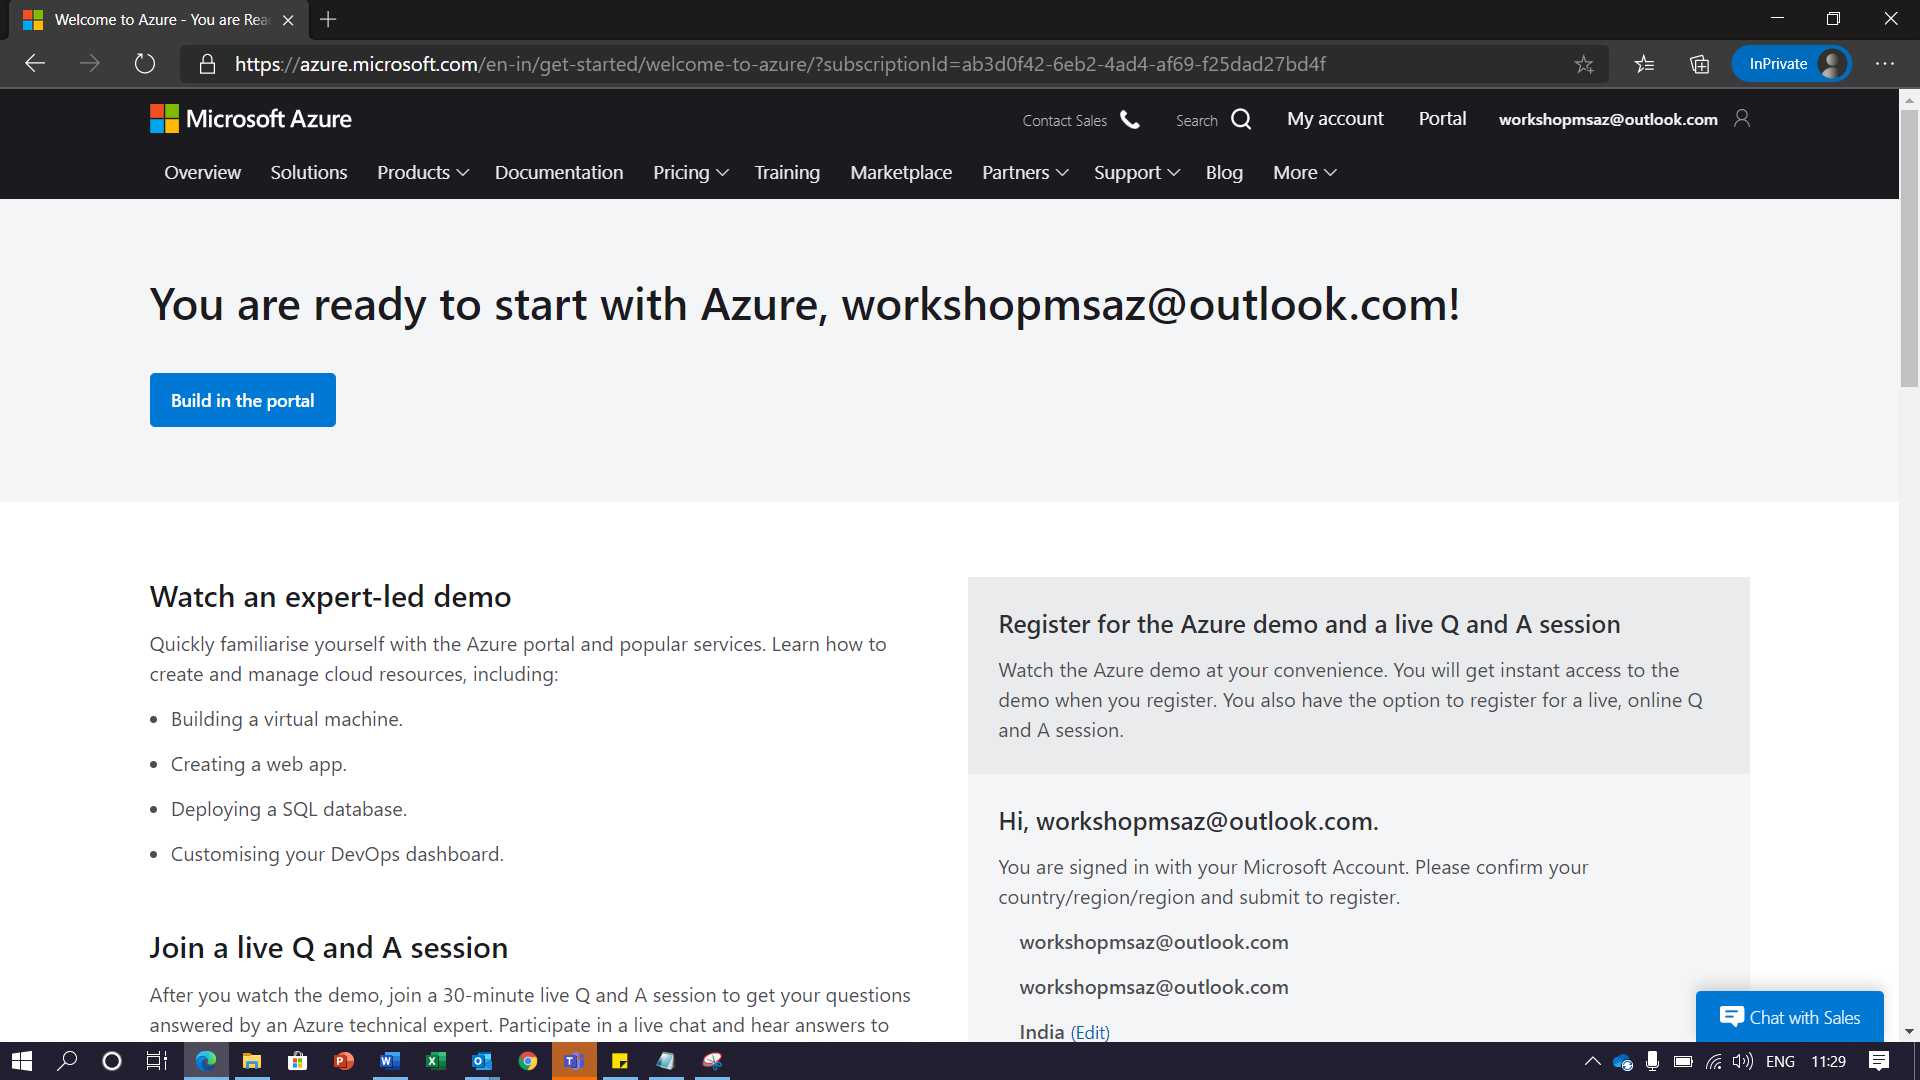 Welcome to Azure - You are Rea
https://azure.microsoft.com/en-in/get-started/welcome-to-azure/?subscriptionId=ab3d0f42-6eb2-4ad4-af69-f25dad27bd4f
InPrivate
Microsoft Azure
Contact Sales
Search
My account
Portal
workshopmsaz@outlook.com
Overview
Solutions
Products
Documentation
Pricing
Training
Marketplace
Partners
Support
Blog
More
You are ready to start with Azure, workshopmsaz@outlook.com!
Build in the portal
Watch an expert-led demo
Quickly familiarise yourself with the Azure portal and popular services. Learn how to
create and manage cloud resources, including:
• Building a virtual machine.
• Creating a web app.
• Deploying a SQL database.
• Customising your DevOps dashboard.
Join a live Q and A session
After you watch the demo, join a 30-minute live Q and A session to get your questions
answered by an Azure technical expert. Participate in a live chat and hear answers to
Register for the Azure demo and a live Q and A session
Watch the Azure demo at your convenience. You will get instant access to the
demo when you register. You also have the option to register for a live, online Q
and A session.
Hi, workshopmsaz@outlook.com.
You are signed in with your Microsoft Account. Please confirm your
country/region/region and submit to register.
workshopmsaz@outlook.com
workshopmsaz@outlook.com
India (Edit)
Chat with Sales
ENG
11:29